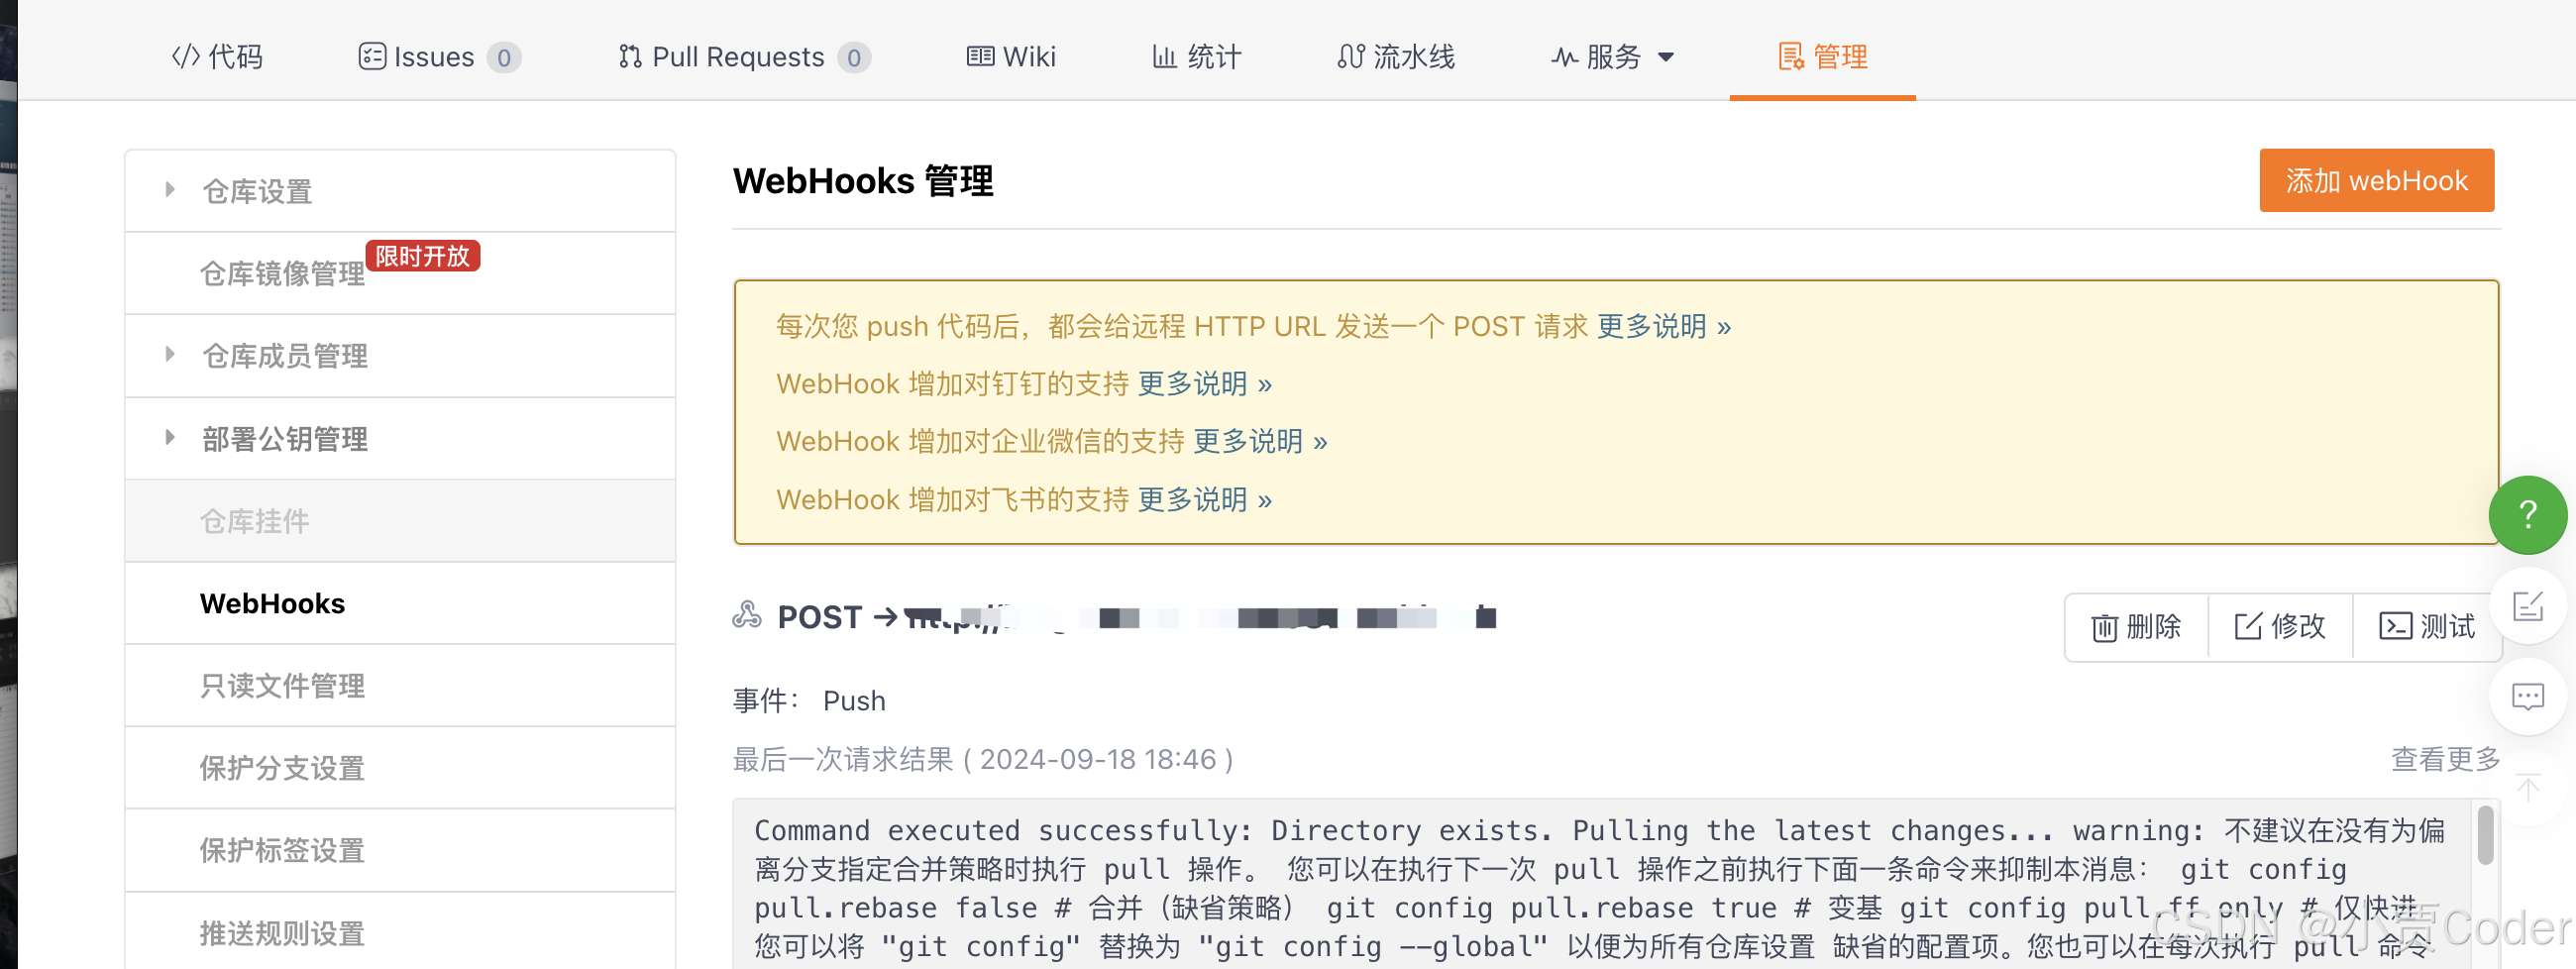 代码
Issues 0
Pull Requests 0
Wiki
统计
流水线
服务
管理
仓库设置
仓库镜像管理
限时开放
仓库成员管理
部署公钥管理
仓库挂件
WebHooks
只读文件管理
保护分支设置
保护标签设置
推送规则设置
WebHooks 管理
添加 webHook
每次您 push 代码后，都会给远程 HTTP URL 发送一个 POST 请求 更多说明 »
WebHook 增加对钉钉的支持 更多说明 »
WebHook 增加对企业微信的支持 更多说明 »
WebHook 增加对飞书的支持 更多说明 »
POST → http://
删除
修改
测试
事件： Push
最后一次请求结果 ( 2024-09-18 18:46 )
查看更多
Command executed successfully: Directory exists. Pulling the latest changes... warning: 不建议在没有为偏
离分支指定合并策略时执行 pull 操作。 您可以在执行下一次 pull 操作之前执行下面一条命令来抑制本消息： git config
pull.rebase false # 合并（缺省策略） git config pull.rebase true # 变基 git config pull.ff only # 仅快进
您可以将 "git config" 替换为 "git config --global" 以便为所有仓库设置 缺省的配置项。您也可以在每次执行 pull 命令
?
CSDN @小贾Coder